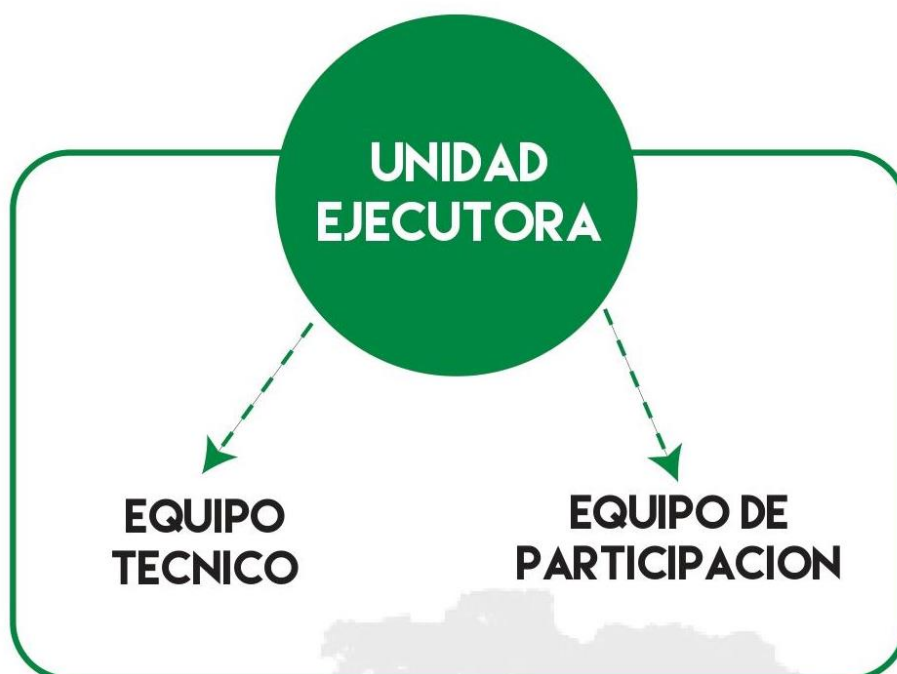 UNIDAD
EJECUTORA
EQUIPO
TECNICO
EQUIPO DE
PARTICIPACION